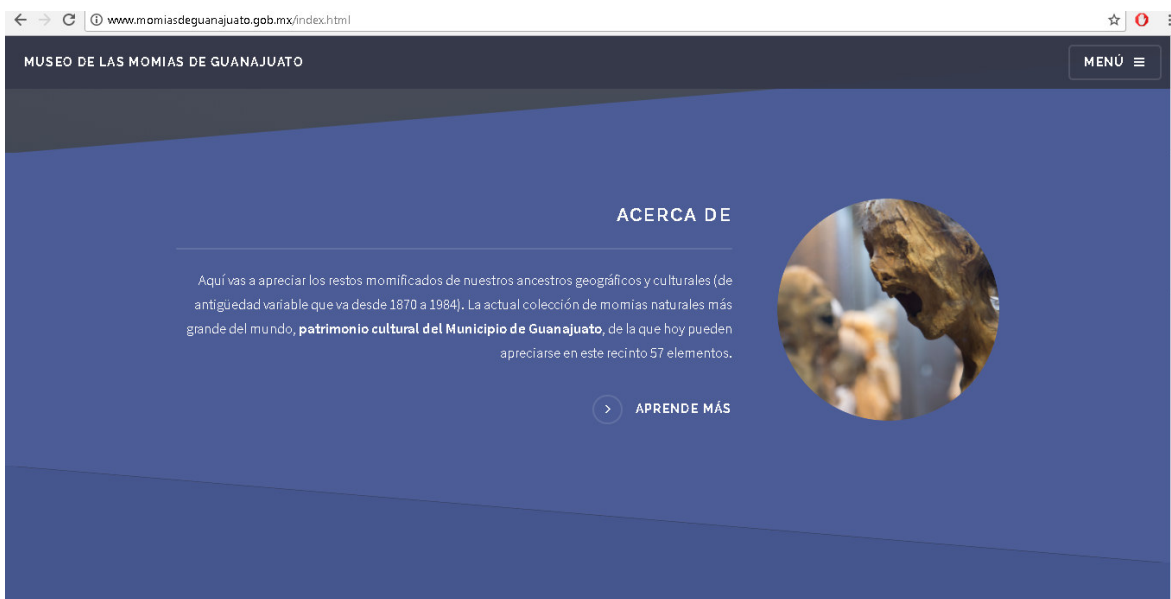 www.momiasdeguanajuato.gob.mx/index.html
MUSEO DE LAS MOMIAS DE GUANAJUATO
MENÚ
ACERCA DE
Aquí vas a apreciar los restos momificados de nuestros ancestros geográficos y culturales (de
antigüedad variable que va desde 1870 a 1984). La actual colección de momias naturales más
grande del mundo, patrimonio cultural del Municipio de Guanajuato, de la que hoy pueden
apreciarse en este recinto 57 elementos.
APRENDE MÁS